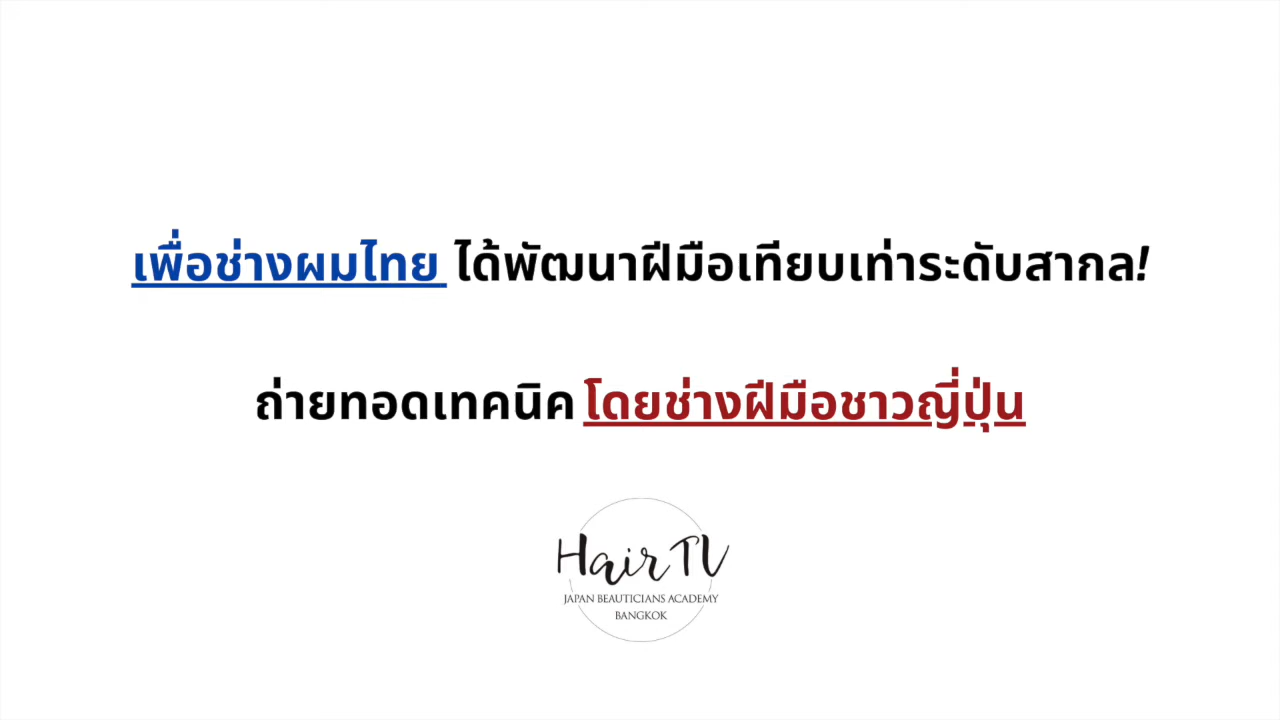 เพื่อช่างผมไทย ได้พัฒนาฝีมือเทียบเท่าระดับสากล!
ถ่ายทอดเทคนิค โดยช่างฝีมือชาวญี่ปุ่น
Hair TV
JAPAN BEAUTICIANS ACADEMY
BANGKOK